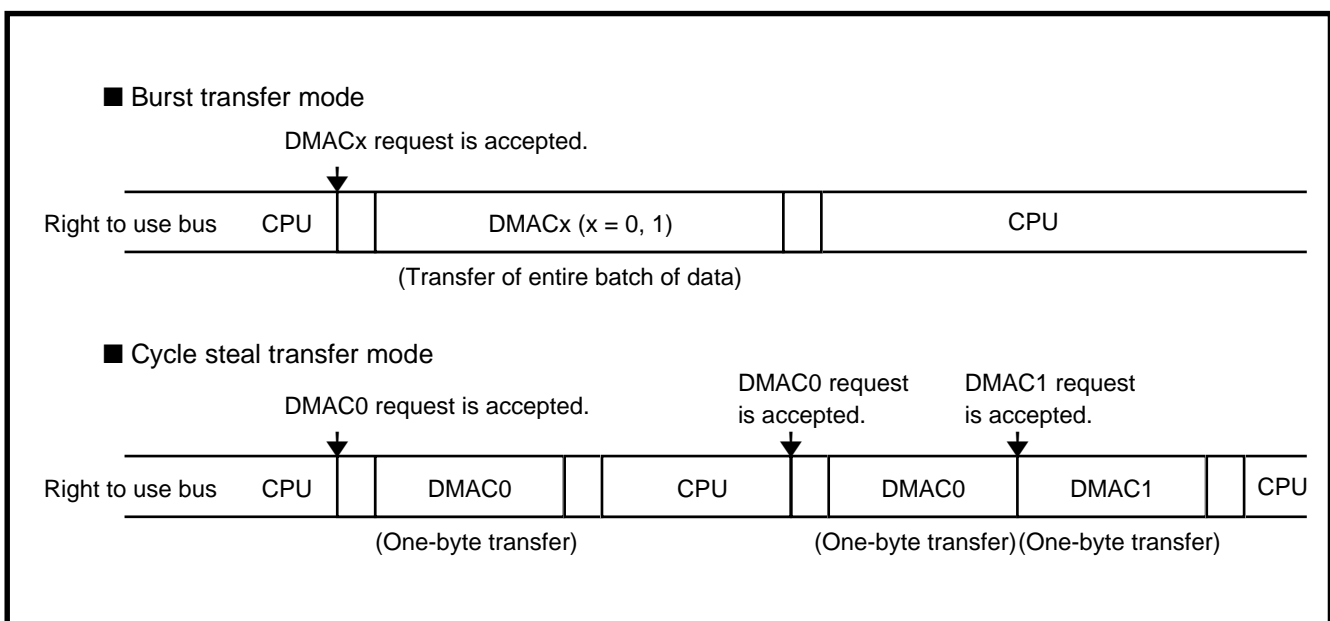 ■ Burst transfer mode
DMACx request is accepted.
Right to use bus CPU DMACx (x = 0, 1) CPU
(Transfer of entire batch of data)
■ Cycle steal transfer mode
DMAC0 request is accepted.
DMAC0 request
is accepted.
DMAC1 request
is accepted.
Right to use bus CPU DMAC0 CPU DMAC0 DMAC1 CPU
(One-byte transfer) (One-byte transfer) (One-byte transfer)